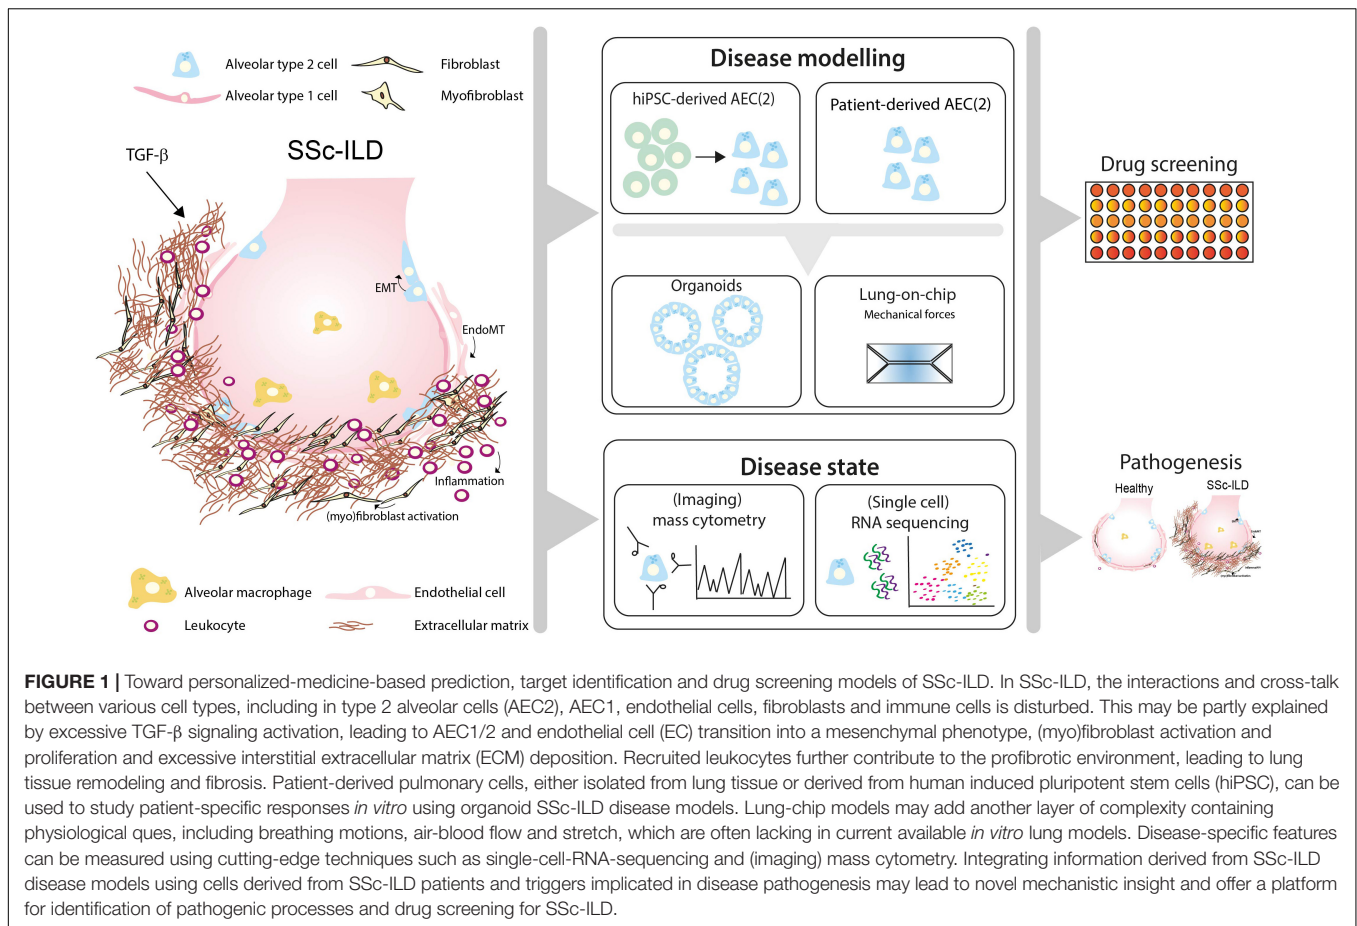 Alveolar type 2 cell
Fibroblast
Alveolar type 1 cell
Myofibroblast
TGF-β
SSc-ILD
EMT
EndoMT
Inflammation
(myo)fibroblast activation
Alveolar macrophage
Endothelial cell
Leukocyte
Extracellular matrix
Disease modelling
hiPSC-derived AEC(2)
Patient-derived AEC(2)
Organoids
Lung-on-chip
Mechanical forces
Disease state
(Imaging)
mass cytometry
(Single cell)
RNA sequencing
Drug screening
Pathogenesis
Healthy
SSc-ILD
FIGURE 1 | Toward personalized-medicine-based prediction, target identification and drug screening models of SSc-ILD. In SSc-ILD, the interactions and cross-talk
between various cell types, including in type 2 alveolar cells (AEC2), AEC1, endothelial cells, fibroblasts and immune cells is disturbed. This may be partly explained
by excessive TGF-β signaling activation, leading to AEC1/2 and endothelial cell (EC) transition into a mesenchymal phenotype, (myo)fibroblast activation and
proliferation and excessive interstitial extracellular matrix (ECM) deposition. Recruited leukocytes further contribute to the profibrotic environment, leading to lung
tissue remodeling and fibrosis. Patient-derived pulmonary cells, either isolated from lung tissue or derived from human induced pluripotent stem cells (hiPSC), can be
used to study patient-specific responses in vitro using organoid SSc-ILD disease models. Lung-chip models may add another layer of complexity containing
physiological ques, including breathing motions, air-blood flow and stretch, which are often lacking in current available in vitro lung models. Disease-specific features
can be measured using cutting-edge techniques such as single-cell-RNA-sequencing and (imaging) mass cytometry. Integrating information derived from SSc-ILD
disease models using cells derived from SSc-ILD patients and triggers implicated in disease pathogenesis may lead to novel mechanistic insight and offer a platform
for identification of pathogenic processes and drug screening for SSc-ILD.